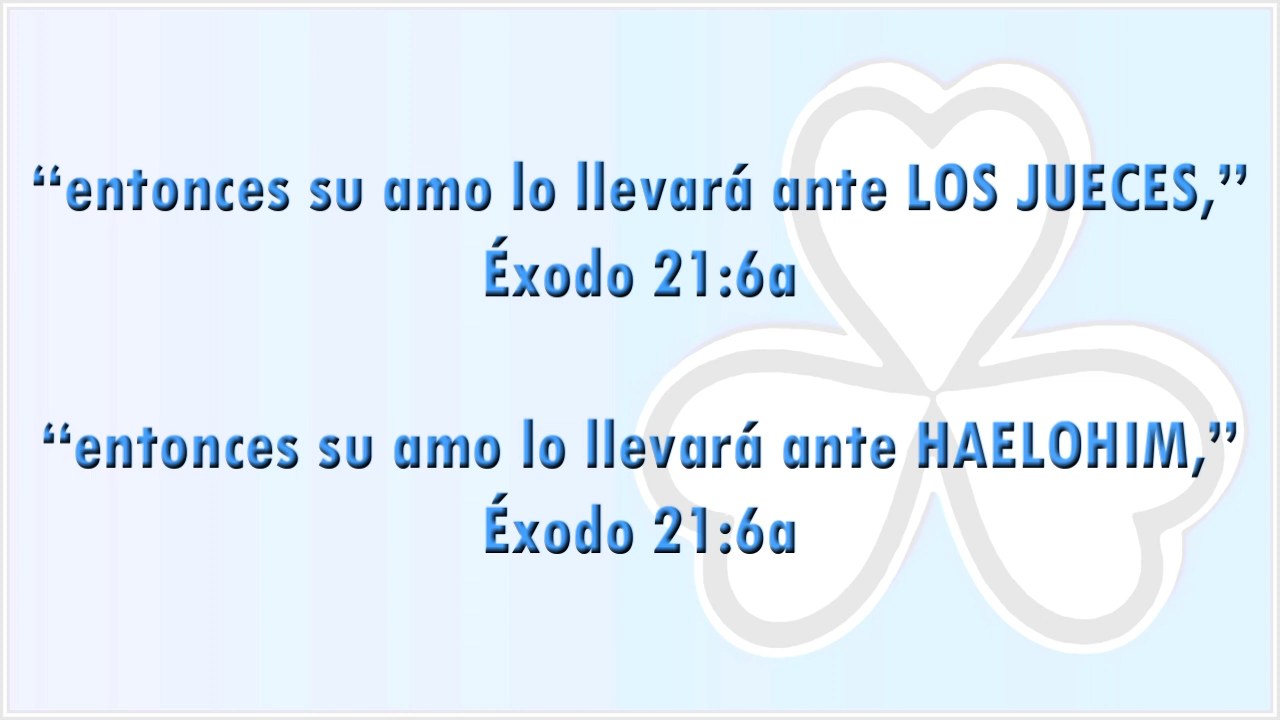 “entonces su amo lo llevará ante LOS JUECES,”
Éxodo 21:6a
“entonces su amo lo llevará ante HAELOHIM,”
Éxodo 21:6a